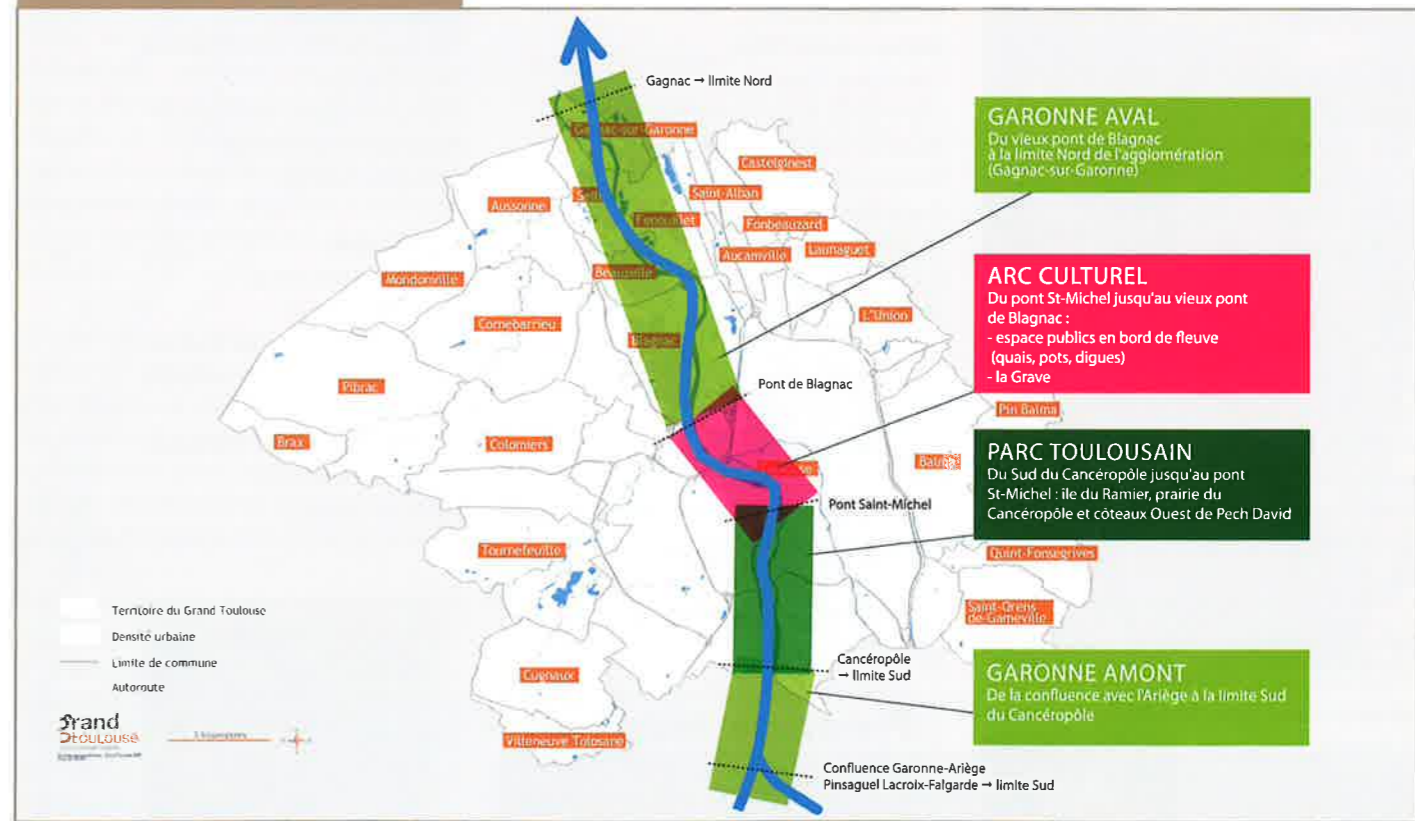 Gagnac → limite Nord
GARONNE AVAL
Du vieux pont de Blagnac
à la limite Nord de l'agglomération
(Gagnac-sur-Garonne)
Gagnac-sur-Garonne
Castelginest
Saint-Alban
Aussonne
Fenouillet
Fonbeauzard
Launaguet
Aucamville
ARC CULTUREL
Du pont St-Michel jusqu'au vieux pont
de Blagnac :
- espace publics en bord de fleuve
(quais, pots, digues)
- la Grave
Mondonville
Beauzelle
Cornebarrieu
L'Union
Blagnac
Pibrac
Pont de Blagnac
Pin Balma
Brax
Colomiers
Balma
PARC TOULOUSAIN
Du Sud du Cancéropôle jusqu'au pont
St-Michel : île du Ramier, prairie du
Cancéropôle et côteaux Ouest de Pech David
Pont Saint-Michel
Tournefeuille
Quint-Fonsegrives
Saint-Orens
de-Gameville
Territoire du Grand Toulouse
Densité urbaine
Limite de commune
Autoroute
Cancéropôle
→ limite Sud
Cugnaux
GARONNE AMONT
De la confluence avec l'Ariège à la limite Sud
du Cancéropôle
Grand
Toulouse
3 kilomètres
Villeneuve Tolosane
Confluence Garonne-Ariège
Pinsaguel Lacroix-Falgarde → limite Sud